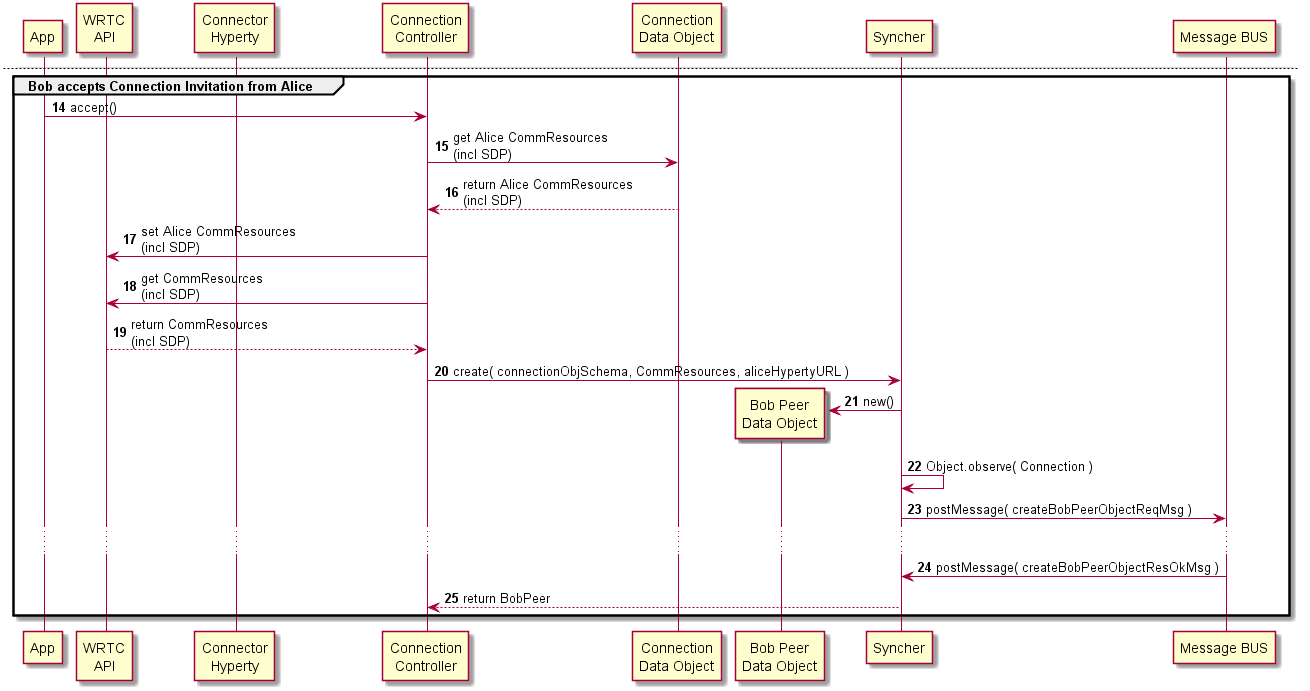 App
WRTC
API
Connector
Hyperty
Connection
Controller
Connection
Data Object
Syncher
Message BUS
Bob accepts Connection Invitation from Alice
14 accept()
15 get Alice CommResources
(incl SDP)
16 return Alice CommResources
(incl SDP)
17 set Alice CommResources
(incl SDP)
18 get CommResources
(incl SDP)
19 return CommResources
(incl SDP)
20 create( connectionObjSchema, CommResources, aliceHypertyURL )
21 new()
Bob Peer
Data Object
22 Object.observe( Connection )
23 postMessage( createBobPeerObjectReqMsg )
24 postMessage( createBobPeerObjectResOkMsg )
25 return BobPeer
App
WRTC
API
Connector
Hyperty
Connection
Controller
Connection
Data Object
Bob Peer
Data Object
Syncher
Message BUS